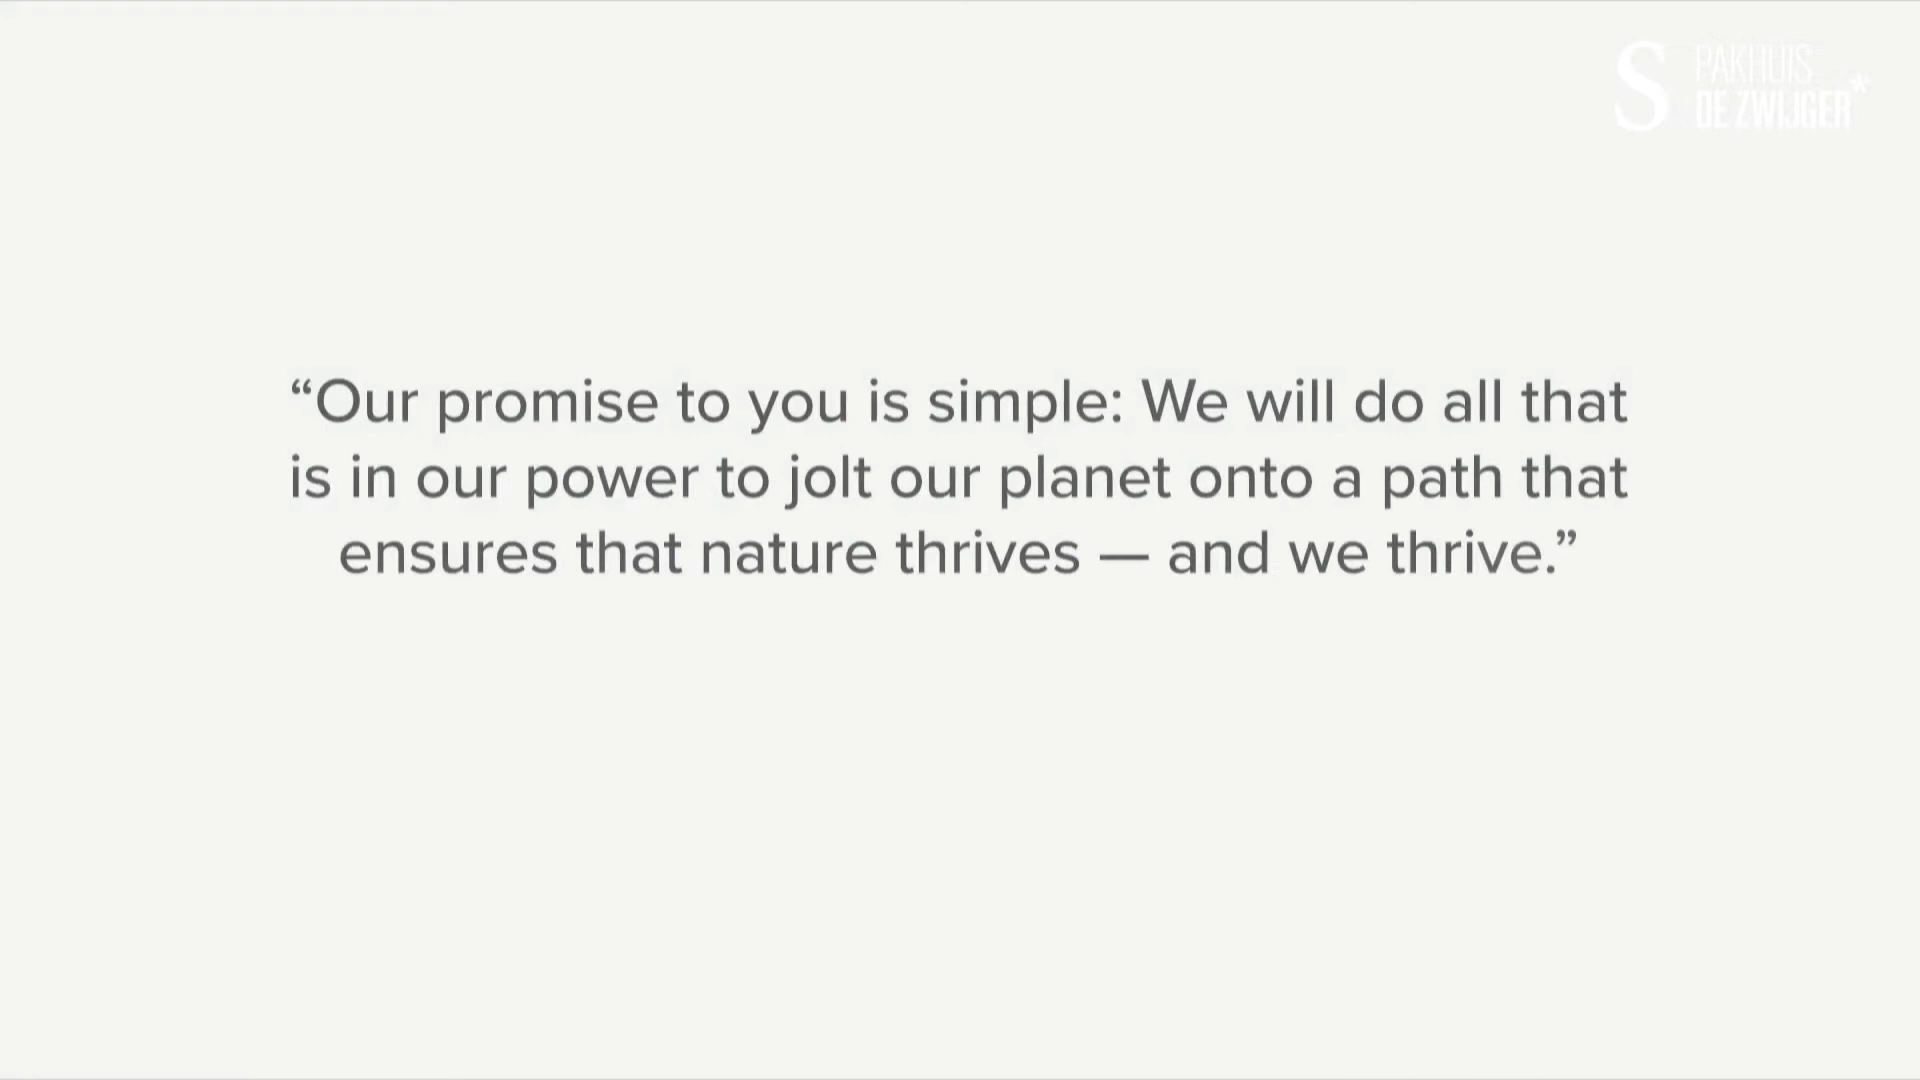 S
PAKHUIS
DE ZWIJGER*
“Our promise to you is simple: We will do all that
is in our power to jolt our planet onto a path that
ensures that nature thrives — and we thrive.”